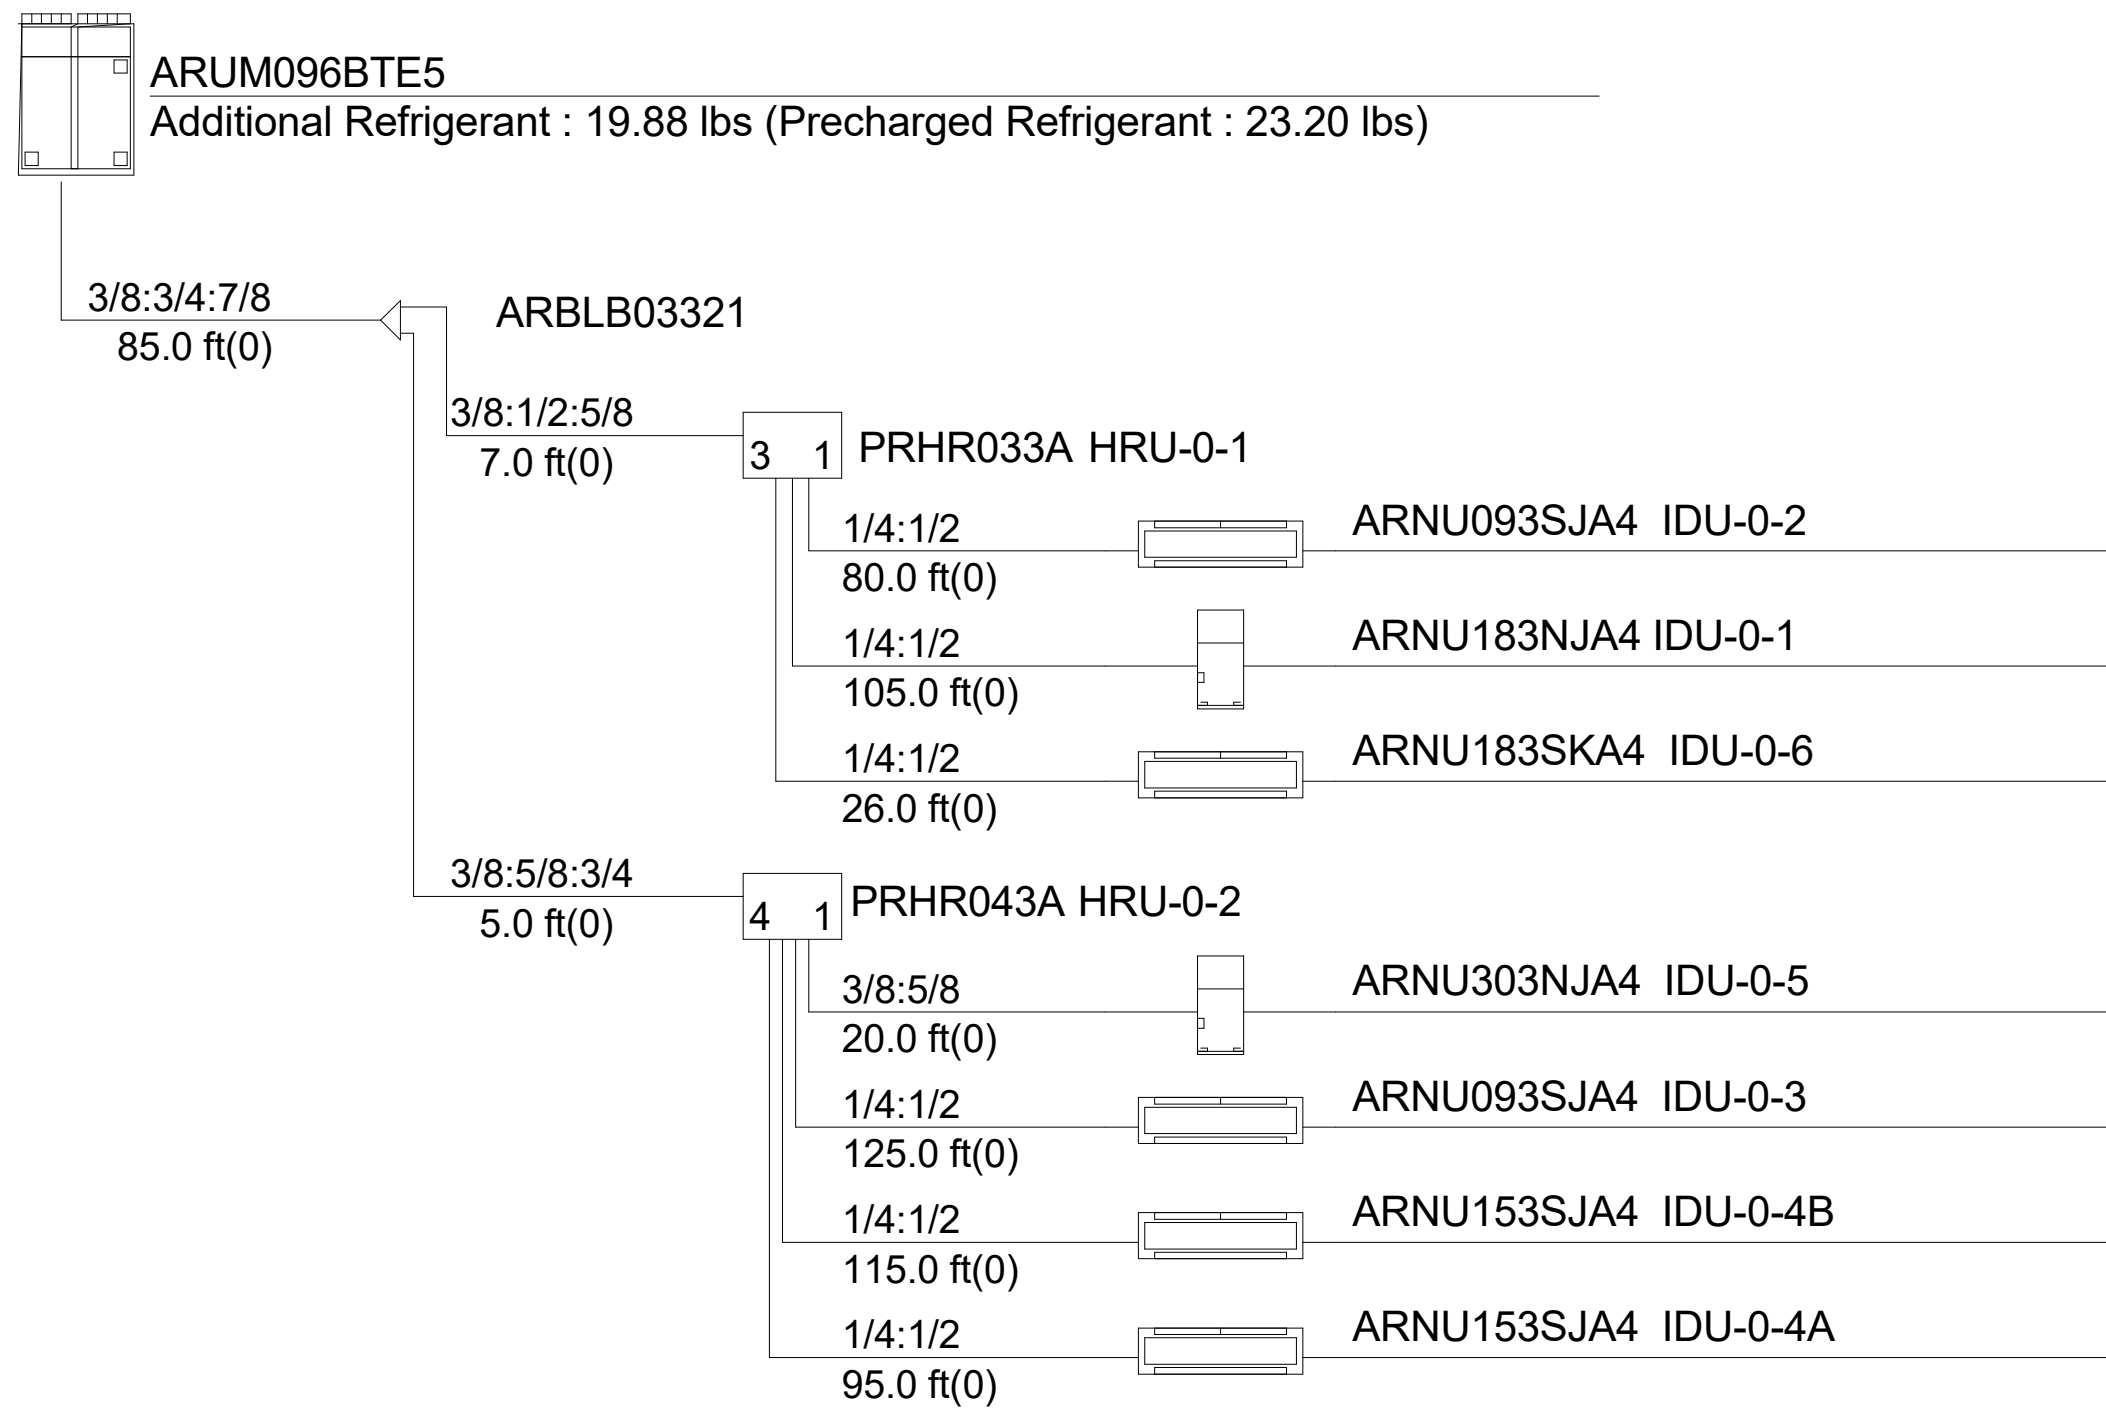 ARUM096BTE5
Additional Refrigerant : 19.88 lbs (Precharged Refrigerant : 23.20 lbs)
3/8:3/4:7/8
85.0 ft(0)
ARBLB03321
3/8:1/2:5/8
7.0 ft(0)
3 1
PRHR033A HRU-0-1
1/4:1/2
80.0 ft(0)
ARNU093SJA4 IDU-0-2
1/4:1/2
105.0 ft(0)
ARNU183NJA4 IDU-0-1
1/4:1/2
26.0 ft(0)
ARNU183SKA4 IDU-0-6
3/8:5/8:3/4
5.0 ft(0)
4 1
PRHR043A HRU-0-2
3/8:5/8
20.0 ft(0)
ARNU303NJA4 IDU-0-5
1/4:1/2
125.0 ft(0)
ARNU093SJA4 IDU-0-3
1/4:1/2
115.0 ft(0)
ARNU153SJA4 IDU-0-4B
1/4:1/2
95.0 ft(0)
ARNU153SJA4 IDU-0-4A